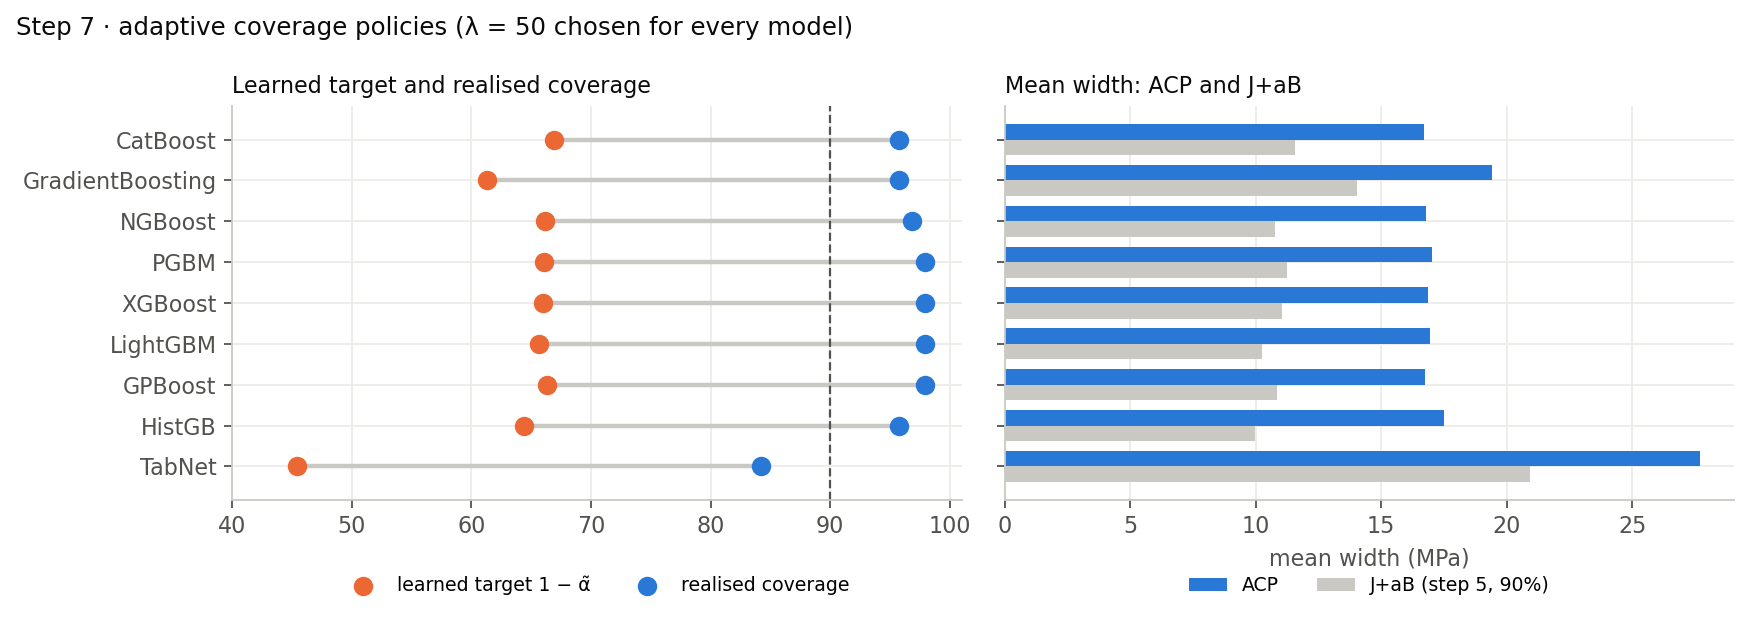 Step 7 · adaptive coverage policies (λ = 50 chosen for every model)
Learned target and realised coverage
CatBoost
GradientBoosting
NGBoost
PGBM
XGBoost
LightGBM
GPBoost
HistGB
TabNet
40 50 60 70 80 90 100
learned target 1 − α̃
realised coverage
Mean width: ACP and J+aB
0 5 10 15 20 25
mean width (MPa)
ACP
J+aB (step 5, 90%)